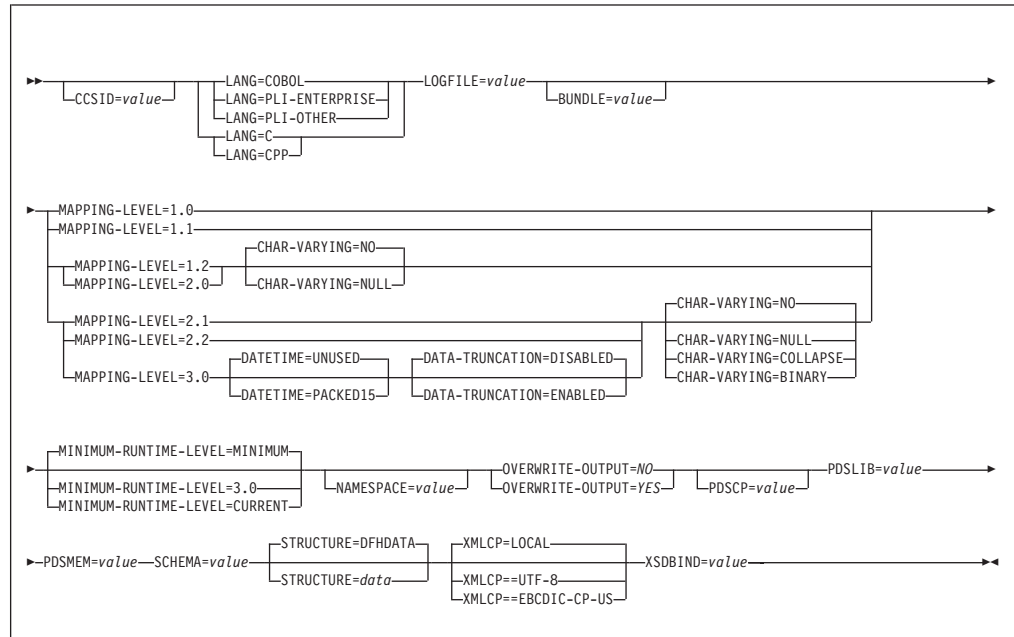 CCSID=value
LANG=COBOL
LANG=PLI-ENTERPRISE
LANG=PLI-OTHER
LANG=C
LANG=CPP
LOGFILE=value
BUNDLE=value
MAPPING-LEVEL=1.0
MAPPING-LEVEL=1.1
MAPPING-LEVEL=1.2
MAPPING-LEVEL=2.0
CHAR-VARYING=NO
CHAR-VARYING=NULL
MAPPING-LEVEL=2.1
MAPPING-LEVEL=2.2
MAPPING-LEVEL=3.0
DATETIME=UNUSED
DATETIME=PACKED15
DATA-TRUNCATION=DISABLED
DATA-TRUNCATION=ENABLED
CHAR-VARYING=NO
CHAR-VARYING=NULL
CHAR-VARYING=COLLAPSE
CHAR-VARYING=BINARY
MINIMUM-RUNTIME-LEVEL=MINIMUM
MINIMUM-RUNTIME-LEVEL=3.0
MINIMUM-RUNTIME-LEVEL=CURRENT
NAMESPACE=value
OVERWRITE-OUTPUT=NO
OVERWRITE-OUTPUT=YES
PDSCP=value
PDSLIB=value
PDSMEM=value
SCHEMA=value
STRUCTURE=DFHDATA
STRUCTURE=data
XMLCP=LOCAL
XMLCP==UTF-8
XMLCP==EBCDIC-CP-US
XSDBIND=value